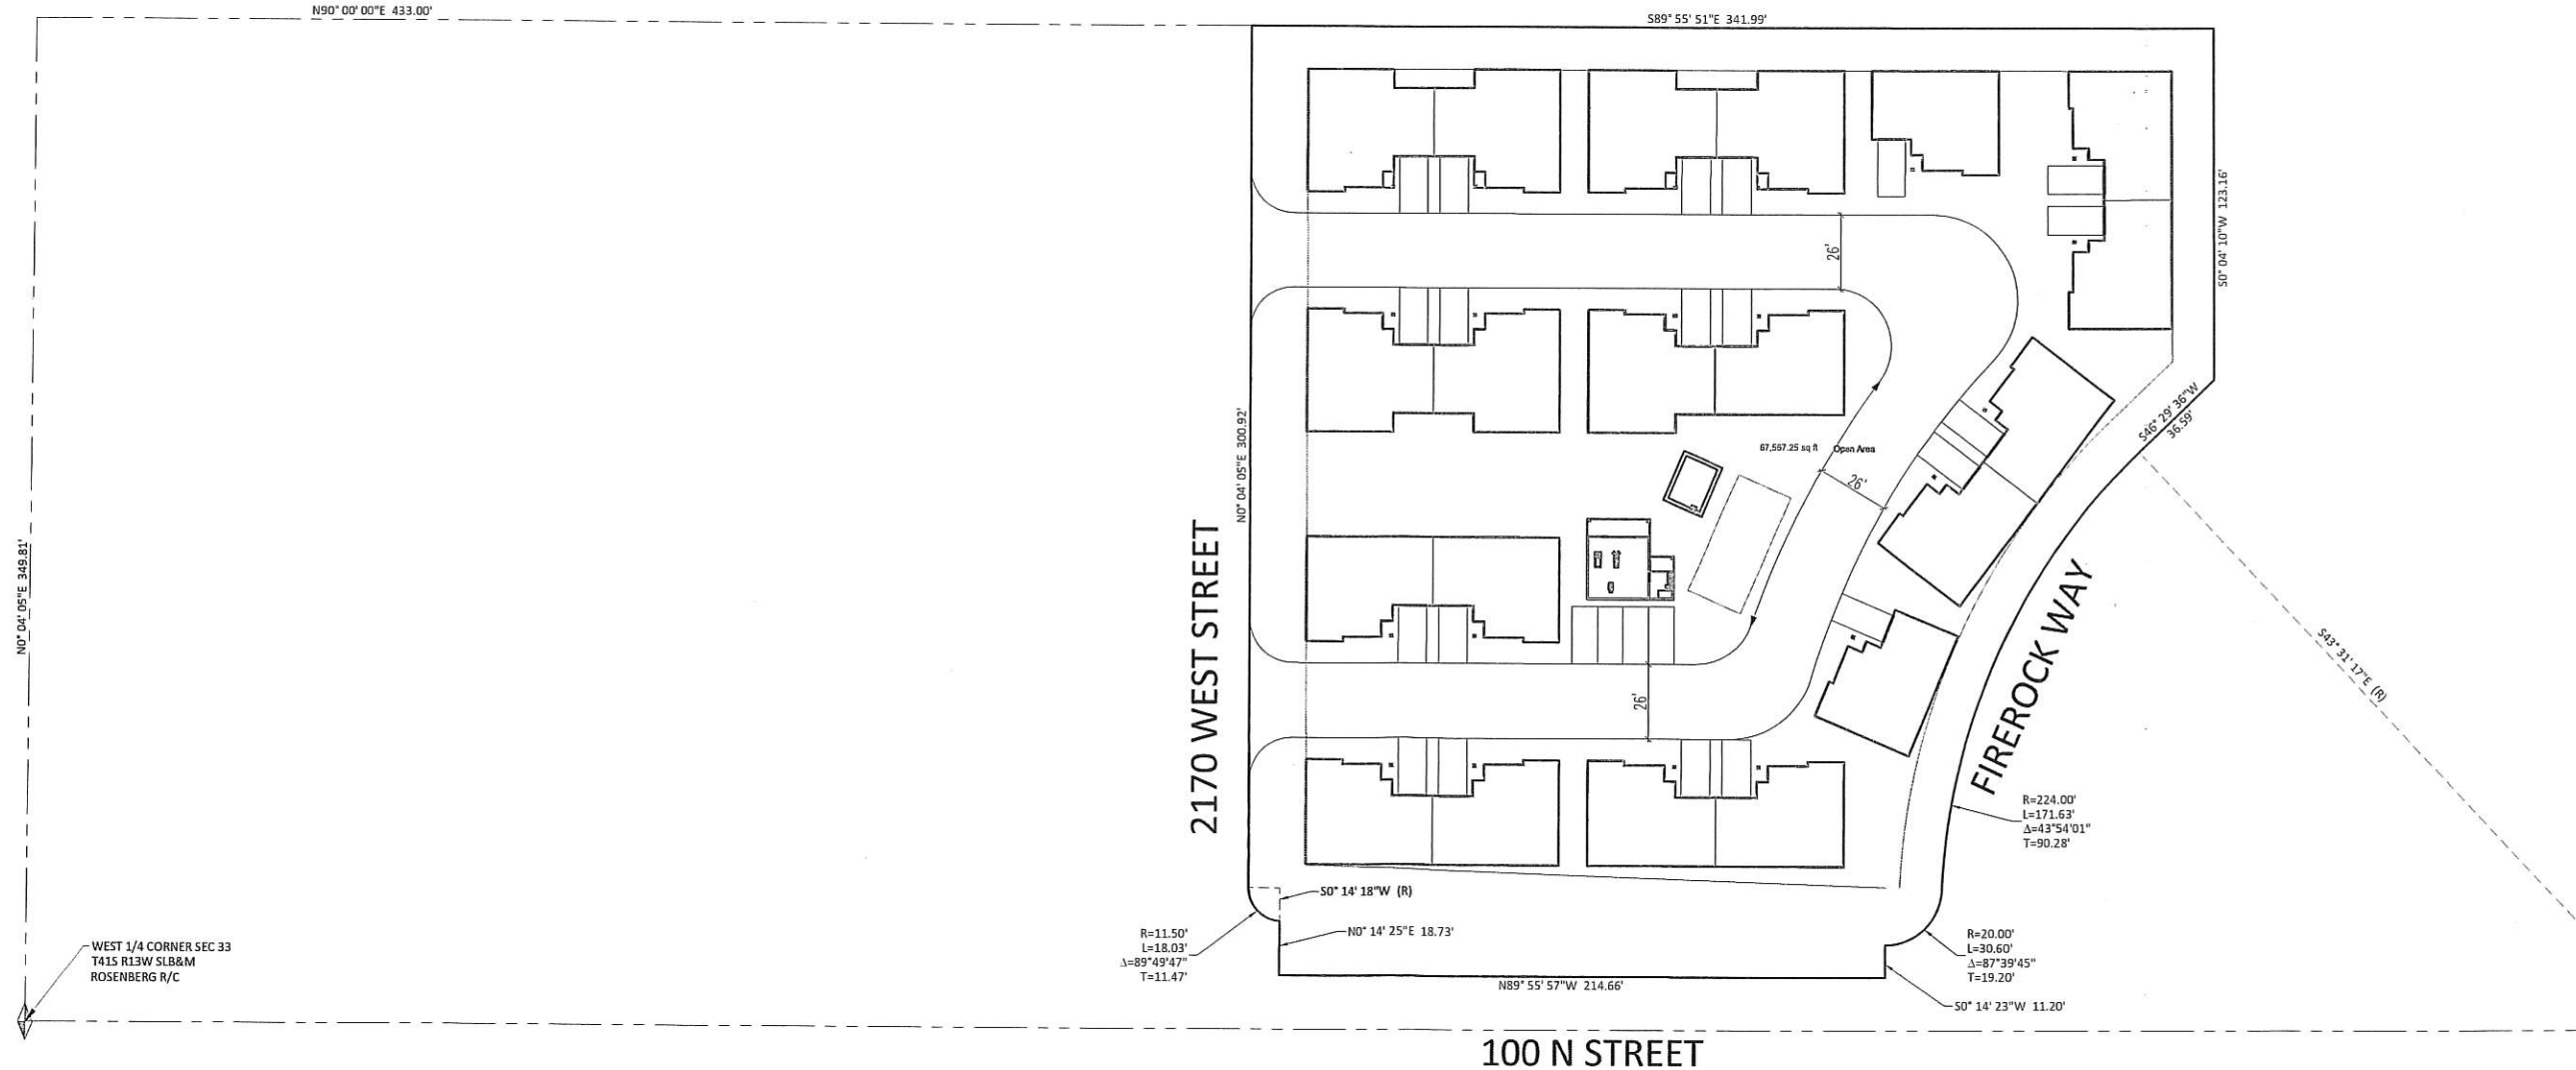 N90° 00' 00"E 433.00'
S89° 55' 51"E 341.99'
S0° 04' 10"W 123.16'
26'
N0° 04' 05"E 300.92'
S46° 29' 36"W
36.59'
67,567.25 sq ft Open Area
26'
N0° 04' 05"E 349.81'
2170 WEST STREET
FIREROCK WAY
S43° 31' 17"E (R)
26'
R=224.00'
L=171.63'
Δ=43°54'01"
T=90.28'
S0° 14' 18"W (R)
N0° 14' 25"E 18.73'
R=11.50'
L=18.03'
Δ=89°49'47"
T=11.47'
R=20.00'
L=30.60'
Δ=87°39'45"
T=19.20'
WEST 1/4 CORNER SEC 33
T41S R13W SLB&M
ROSENBERG R/C
N89° 55' 57"W 214.66'
S0° 14' 23"W 11.20'
100 N STREET